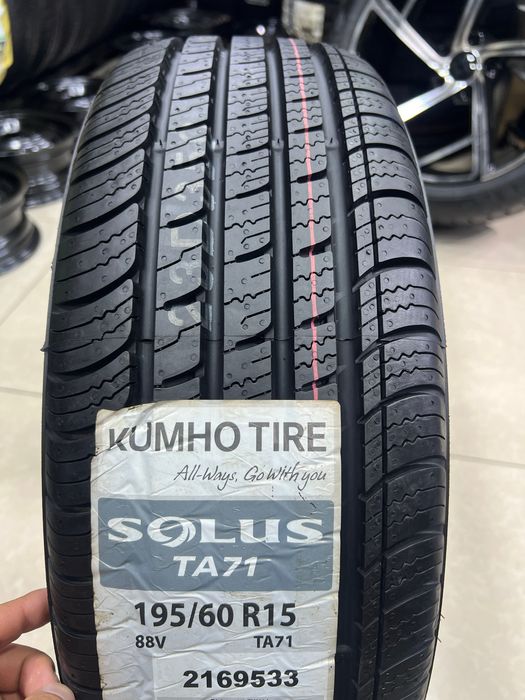 KUMHO TIRE
All-Ways, Go With you
SOLUS
TA71
195/60 R15
88V TA71
2169533